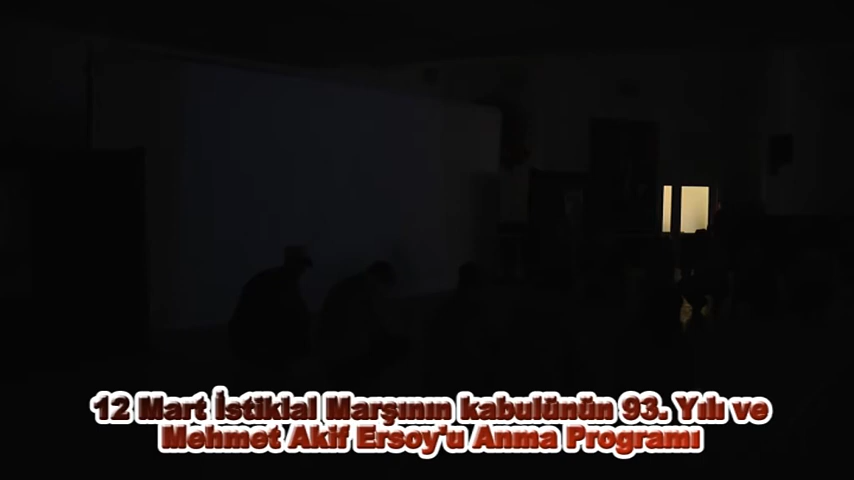 12 Mart İstiklal Marşının kabulünün 93. Yılı ve
Mehmet Akif Ersoy'u Anma Programı